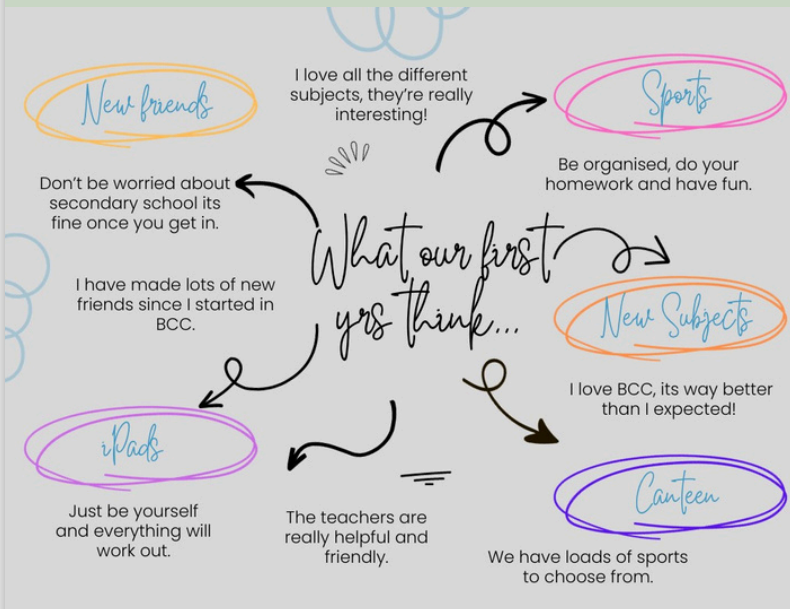 New friends
I love all the different
subjects, they're really
interesting!
Sports
Don't be worried about
secondary school its
fine once you get in.
Be organised, do your
homework and have fun.
What our first
yrs think...
I have made lots of new
friends since I started in
BCC.
New Subjects
I love BCC, its way better
than I expected!
iPads
Just be yourself
and everything will
work out.
The teachers are
really helpful and
friendly.
Canteen
We have loads of sports
to choose from.